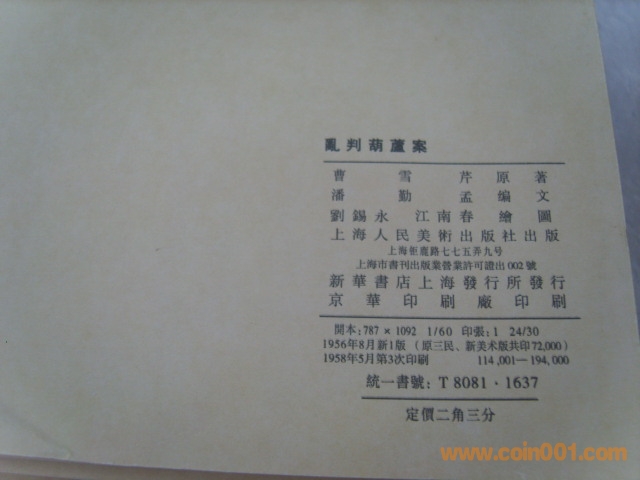 亂判葫蘆案
曹雪芹原著
潘勤孟编文
劉錫永 江南春繪圖
上海人民美術出版社出版
上海鉅鹿路七七五弄九号
上海市書刊出版業營業許可證出002號
新華書店上海發行所發行
京華印刷廠印刷
開本:787×1092 1/60 印張:1 24/30
1956年8月新1版 (原三民、新美术版共印72,000)
1958年5月第3次印刷 114,001—194,000
統一書號:T 8081·1637
定價二角三分
www.coin001.com